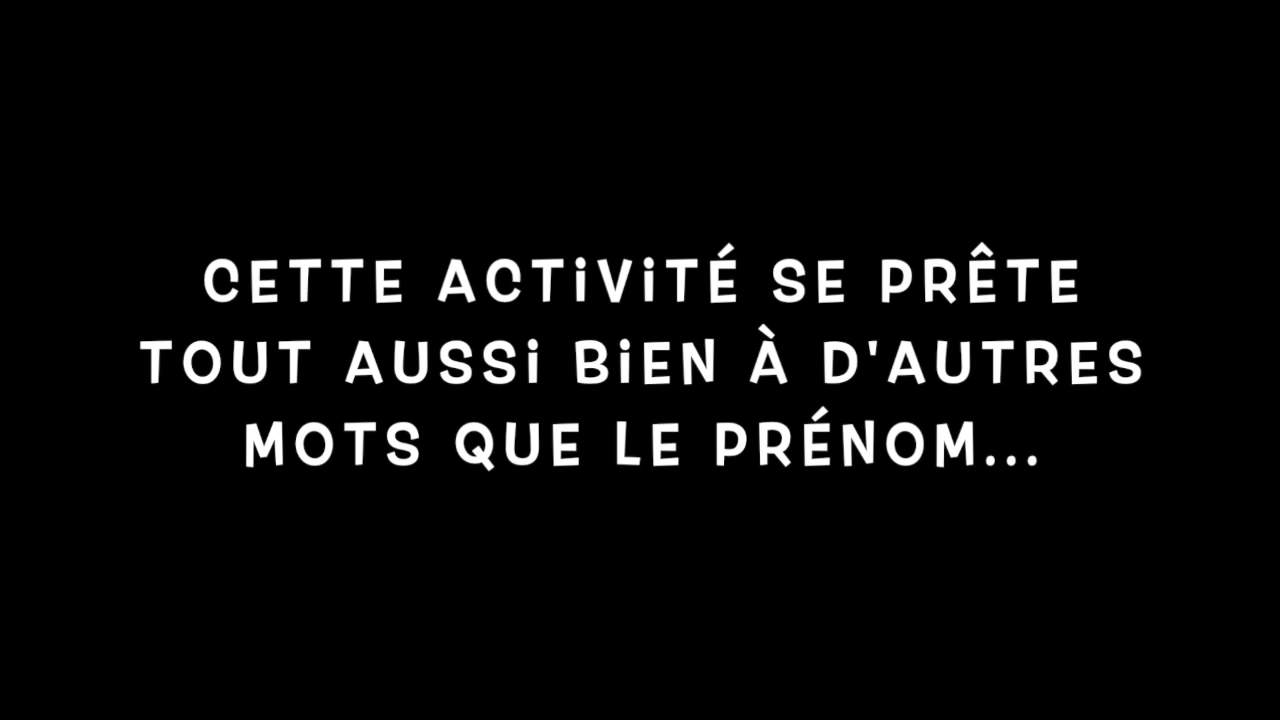 CETTE ACTiViTÉ SE PRÊTE
TOUT AUSSi BiEN À D'AUTRES
MOTS QUE LE PRÉNOM...